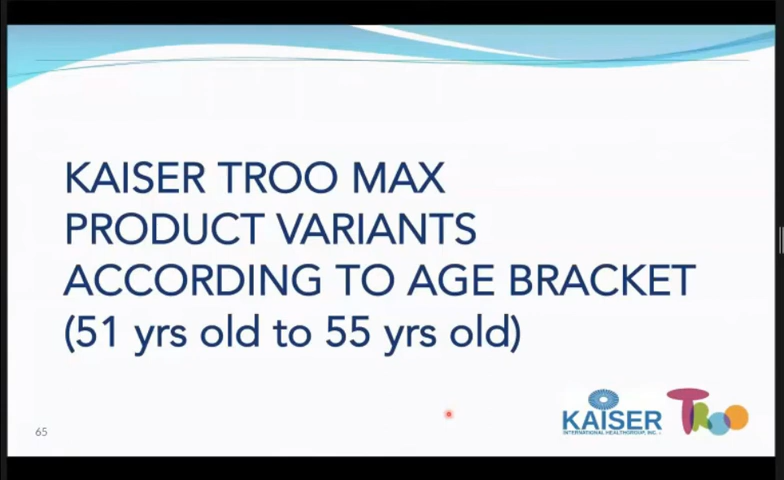 KAISER TROO MAX
PRODUCT VARIANTS
ACCORDING TO AGE BRACKET
(51 yrs old to 55 yrs old)
KAISER
INTERNATIONAL HEALTHGROUP, INC.
TROO
65